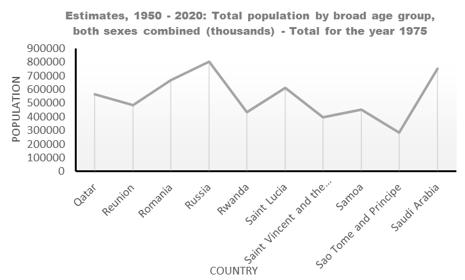 Estimates, 1950 - 2020: Total population by broad age group,
both sexes combined (thousands) - Total for the year 1975
POPULATION
900000
800000
700000
600000
500000
400000
300000
200000
100000
0
Qatar
Reunion
Romania
Russia
Rwanda
Saint Lucia
Saint Vincent and the...
Samoa
Sao Tome and Principe
Saudi Arabia
COUNTRY